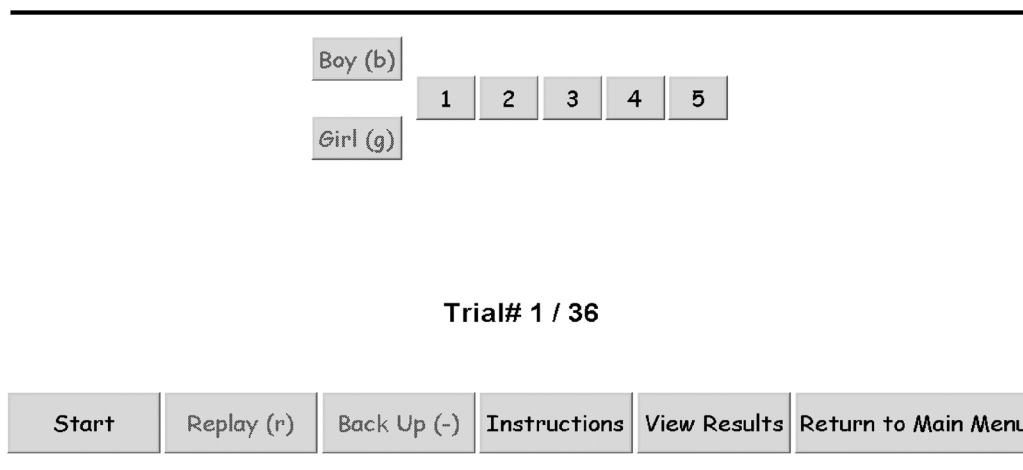 Boy (b)
1 2 3 4 5
Girl (g)
Trial# 1 / 36
Start Replay (r) Back Up (-) Instructions View Results Return to Main Menu